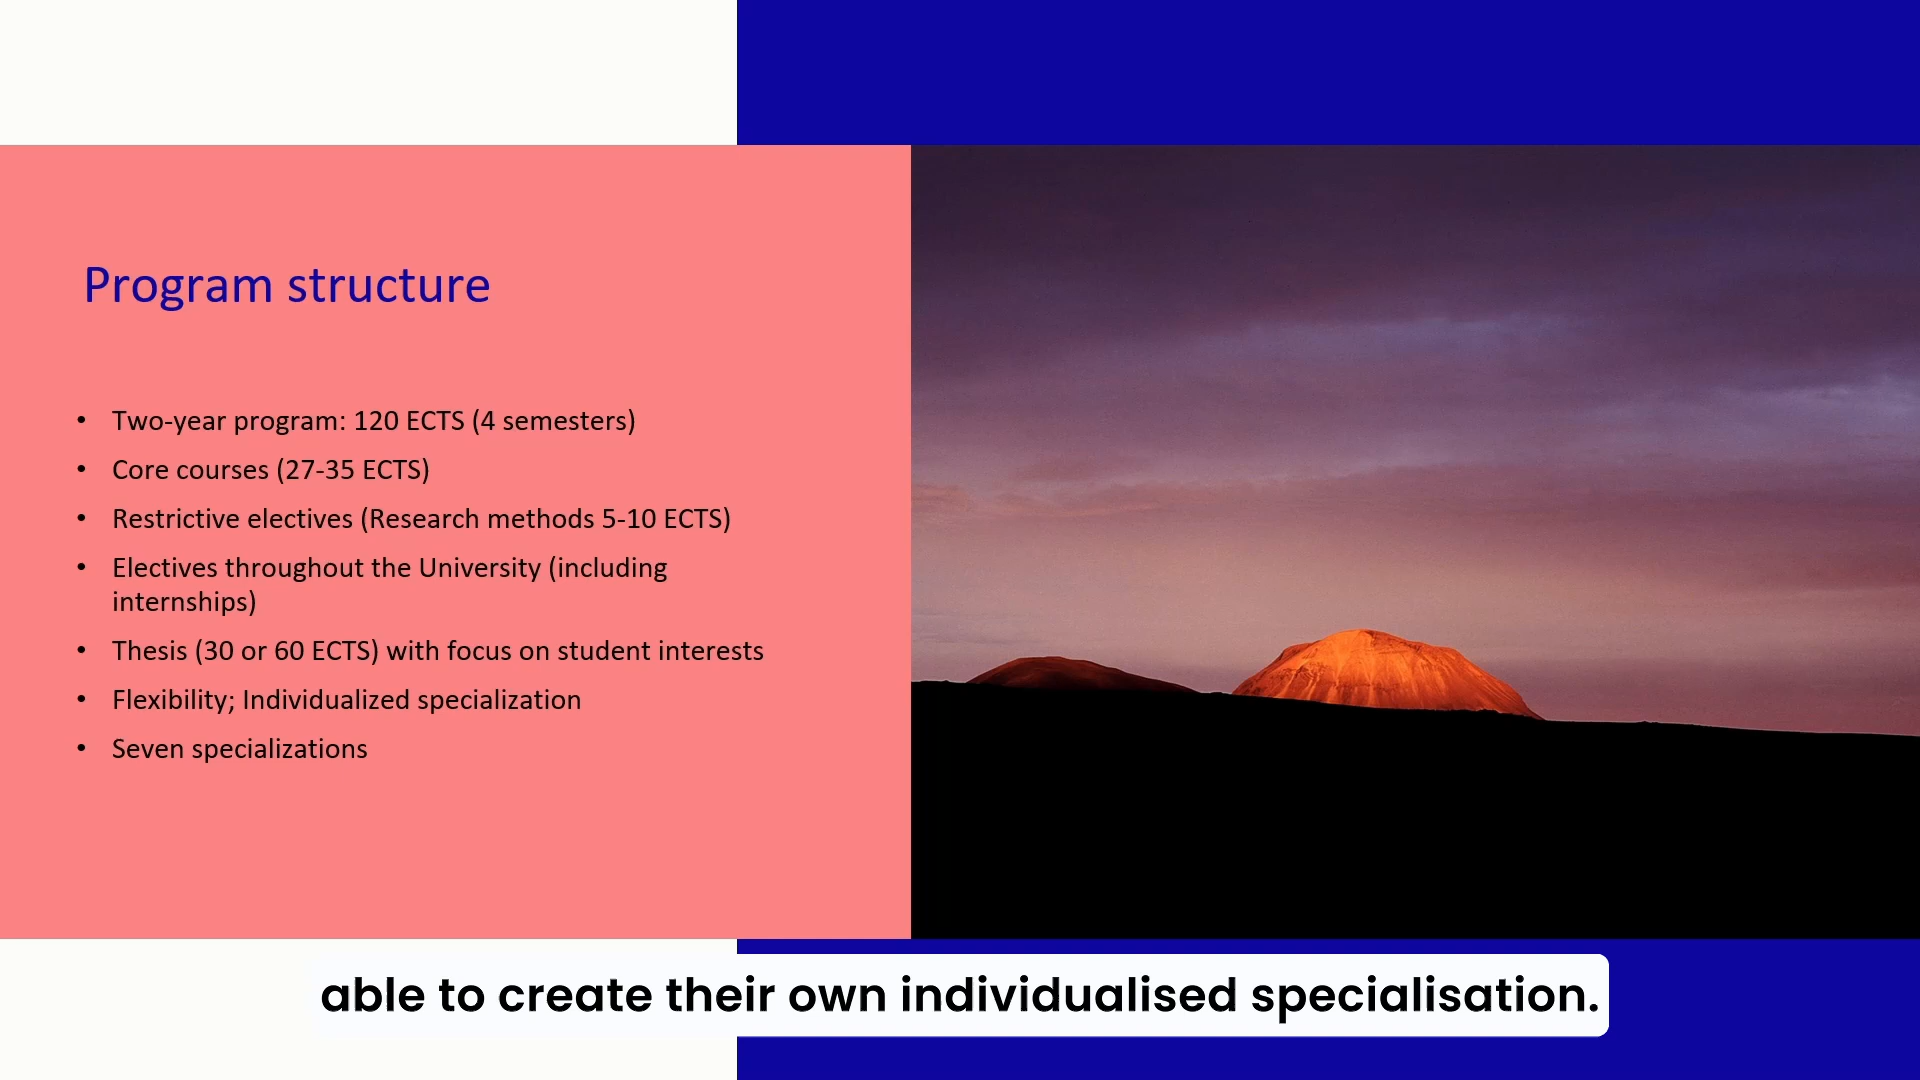 Program structure
• Two-year program: 120 ECTS (4 semesters)
• Core courses (27-35 ECTS)
• Restrictive electives (Research methods 5-10 ECTS)
• Electives throughout the University (including
internships)
• Thesis (30 or 60 ECTS) with focus on student interests
• Flexibility; Individualized specialization
• Seven specializations
able to create their own individualised specialisation.